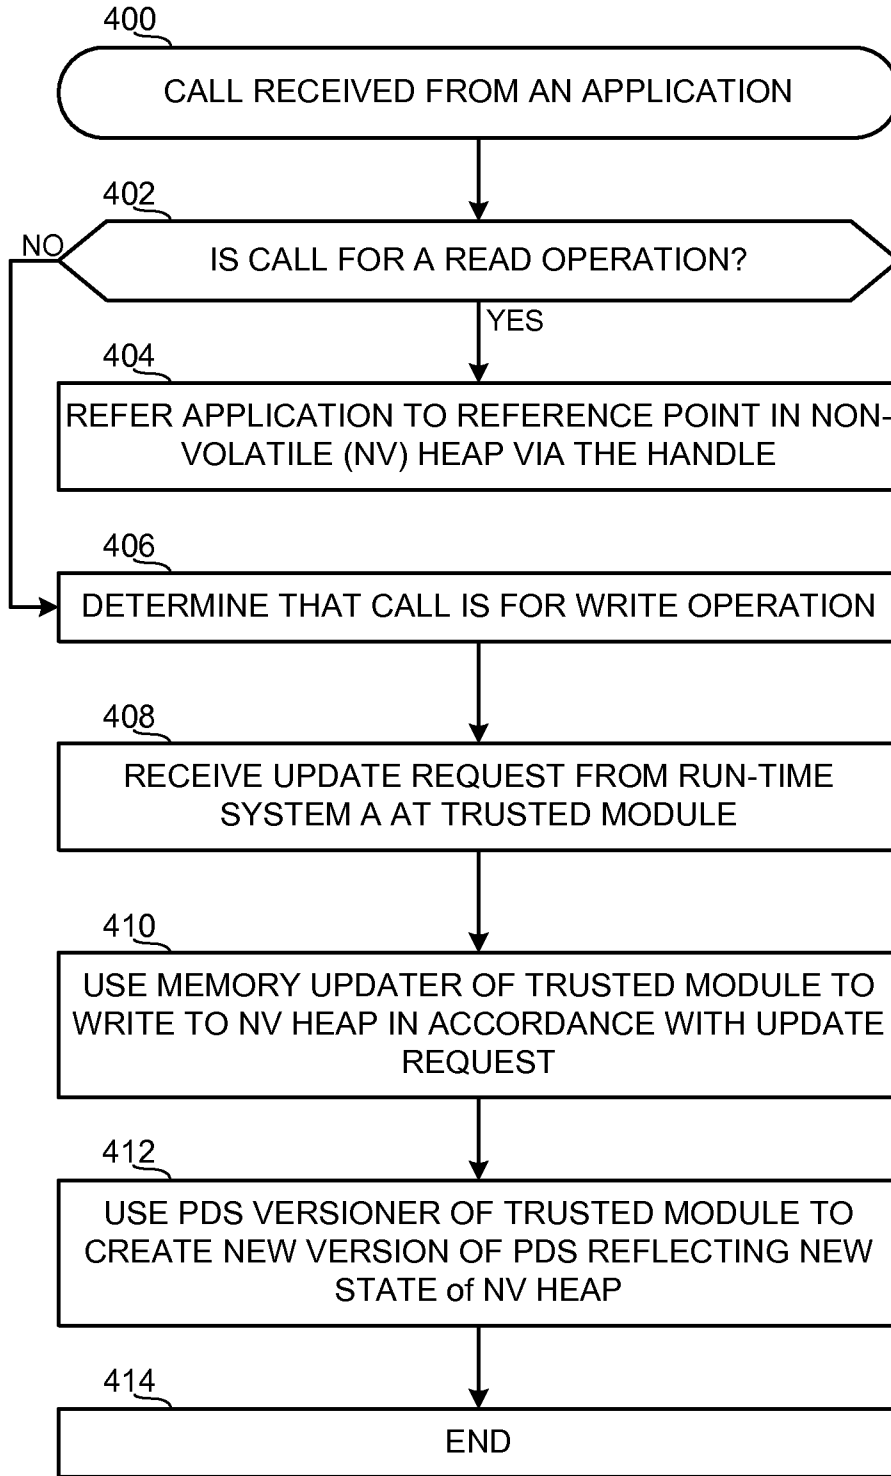 400
CALL RECEIVED FROM AN APPLICATION
402
NO
IS CALL FOR A READ OPERATION?
YES
404
REFER APPLICATION TO REFERENCE POINT IN NON-
VOLATILE (NV) HEAP VIA THE HANDLE
406
DETERMINE THAT CALL IS FOR WRITE OPERATION
408
RECEIVE UPDATE REQUEST FROM RUN-TIME
SYSTEM A AT TRUSTED MODULE
410
USE MEMORY UPDATER OF TRUSTED MODULE TO
WRITE TO NV HEAP IN ACCORDANCE WITH UPDATE
REQUEST
412
USE PDS VERSIONER OF TRUSTED MODULE TO
CREATE NEW VERSION OF PDS REFLECTING NEW
STATE of NV HEAP
414
END